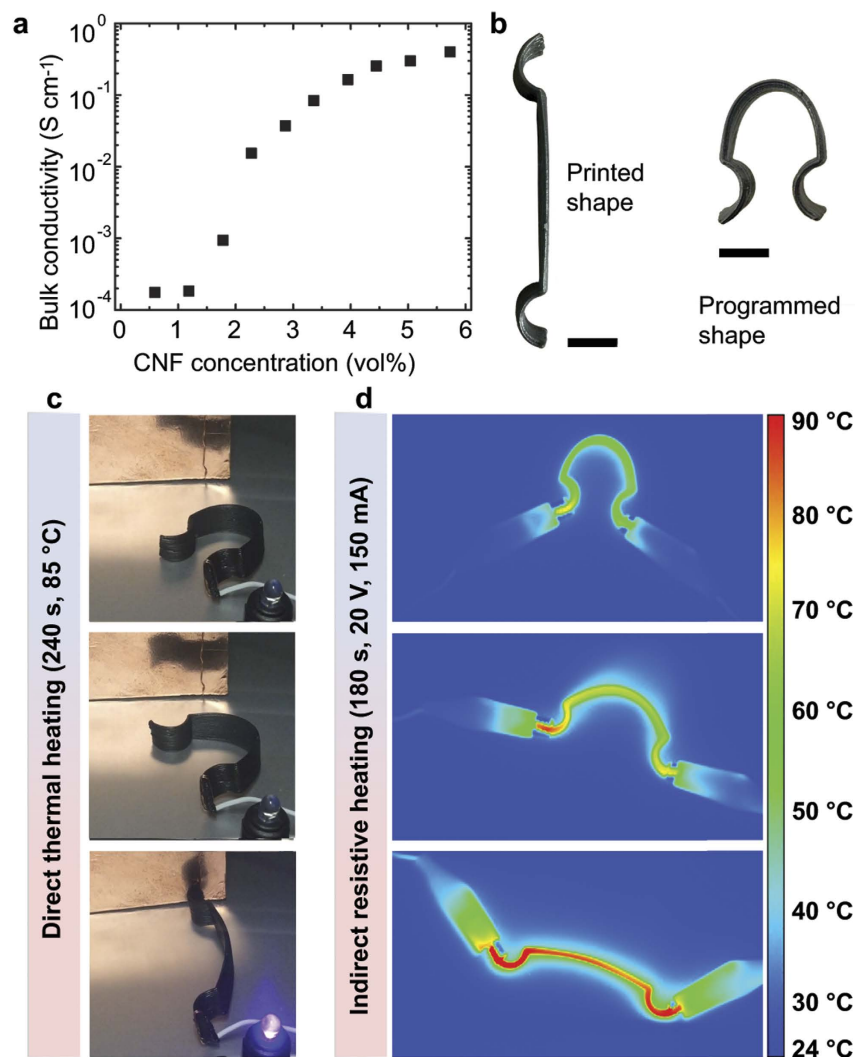 a
Bulk conductivity (S cm⁻¹)
10⁰
10⁻¹
10⁻²
10⁻³
10⁻⁴
0 1 2 3 4 5 6
CNF concentration (vol%)
b
Printed
shape
Programmed
shape
c
Direct thermal heating (240 s, 85 °C)
d
Indirect resistive heating (180 s, 20 V, 150 mA)
90 °C
80 °C
70 °C
60 °C
50 °C
40 °C
30 °C
24 °C